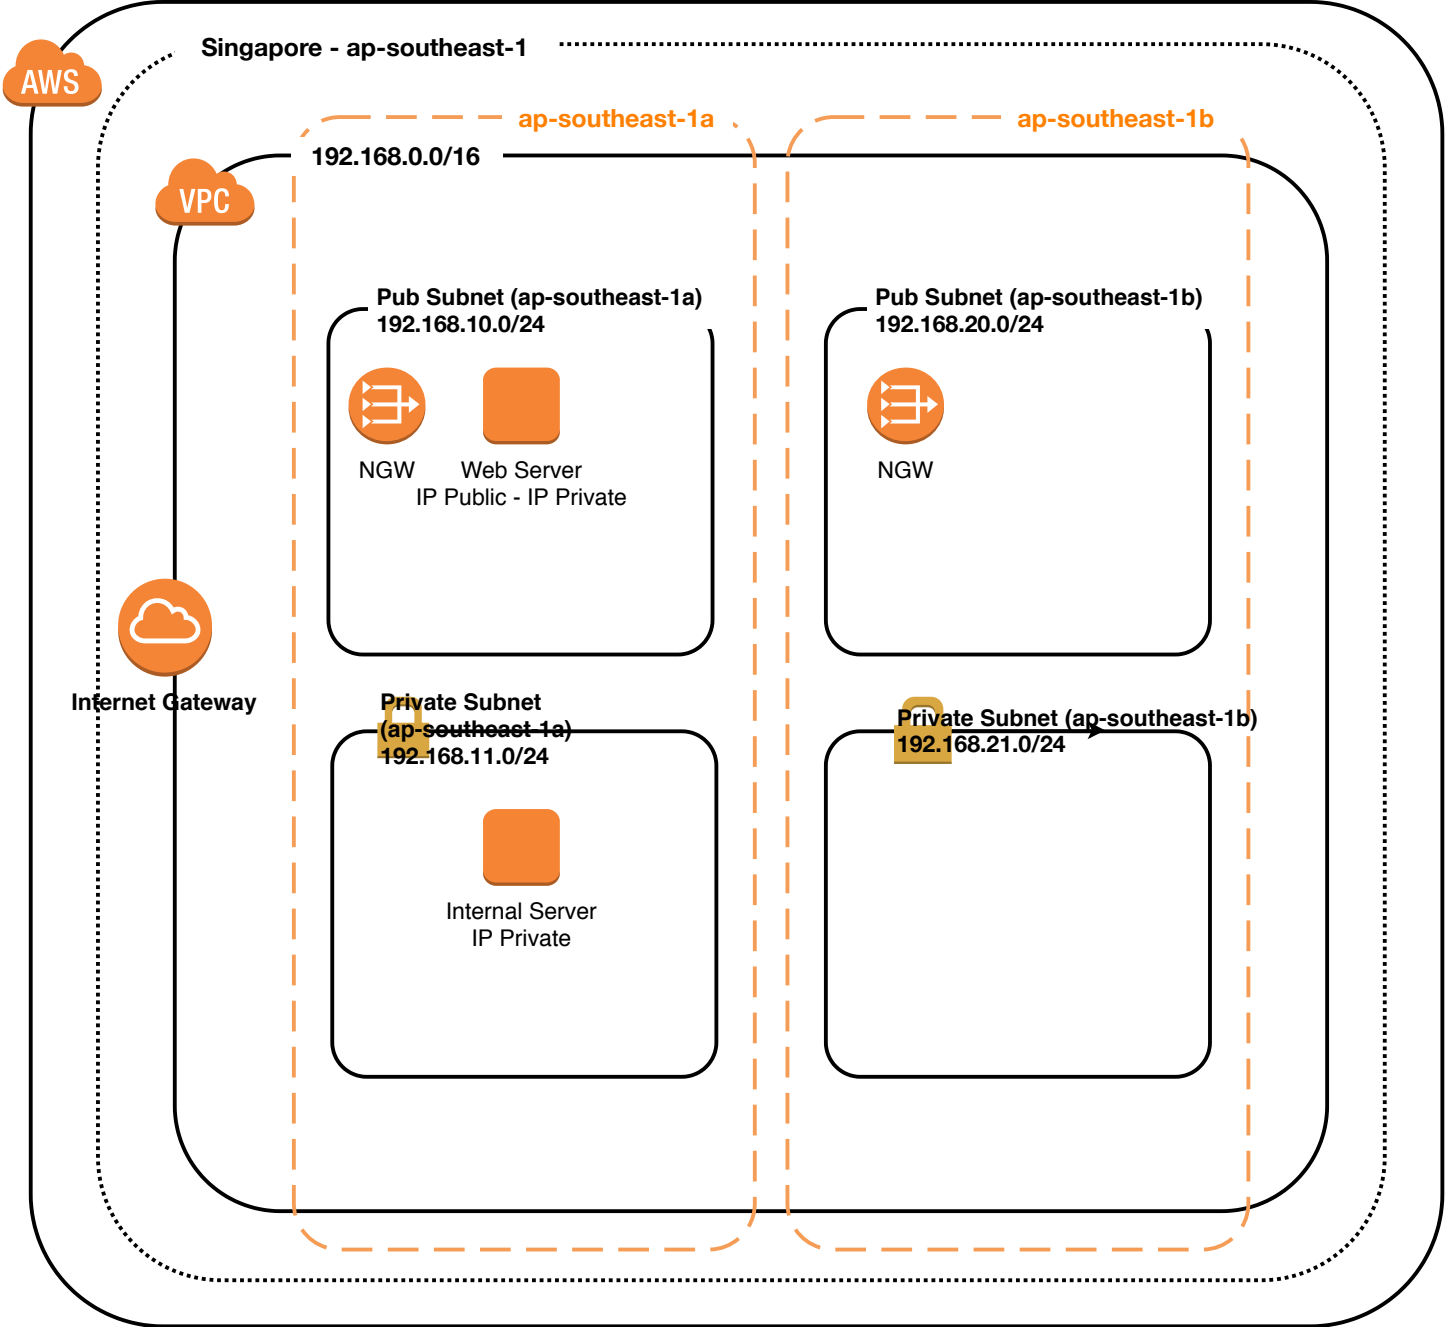 Singapore - ap-southeast-1
AWS
ap-southeast-1a
ap-southeast-1b
192.168.0.0/16
VPC
Pub Subnet (ap-southeast-1a)
192.168.10.0/24
Pub Subnet (ap-southeast-1b)
192.168.20.0/24
NGW
Web Server
IP Public - IP Private
NGW
Internet Gateway
Private Subnet
(ap-southeast-1a)
192.168.11.0/24
Private Subnet (ap-southeast-1b)
192.168.21.0/24
Internal Server
IP Private